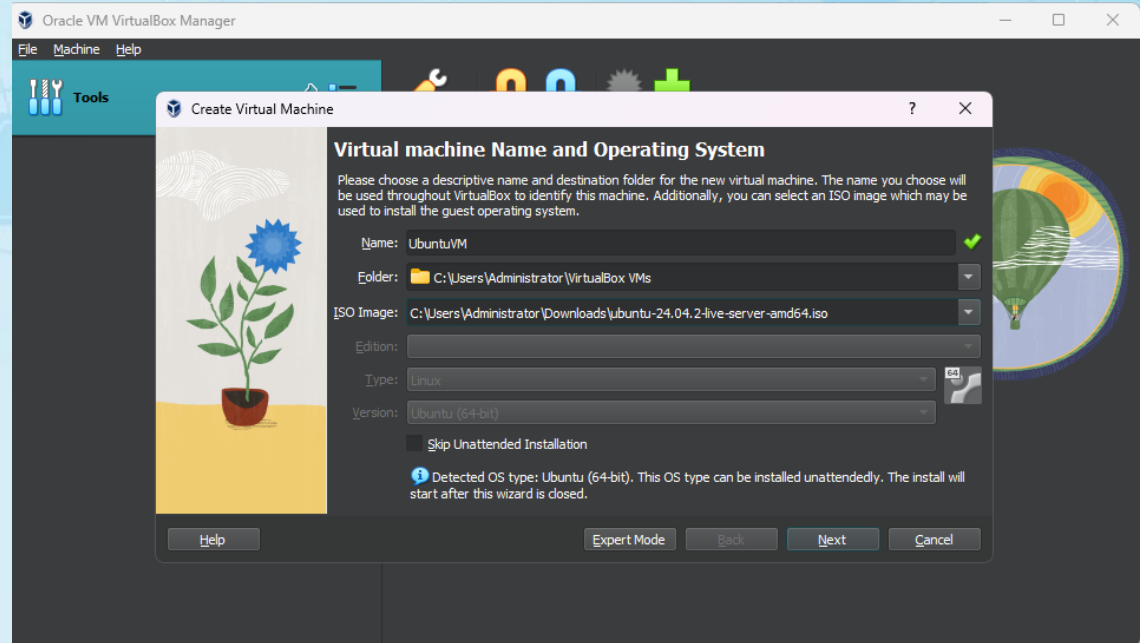 Oracle VM VirtualBox Manager
File Machine Help
Tools
Create Virtual Machine
?
Virtual machine Name and Operating System
Please choose a descriptive name and destination folder for the new virtual machine. The name you choose will
be used throughout VirtualBox to identify this machine. Additionally, you can select an ISO image which may be
used to install the guest operating system.
Name: UbuntuVM
Folder: C:\Users\Administrator\VirtualBox VMs
ISO Image: C:\Users\Administrator\Downloads\ubuntu-24.04.2-live-server-amd64.iso
Edition:
Type: Linux
64
Version: Ubuntu (64-bit)
Skip Unattended Installation
Detected OS type: Ubuntu (64-bit). This OS type can be installed unattendedly. The install will
start after this wizard is closed.
Help Expert Mode Back Next Cancel